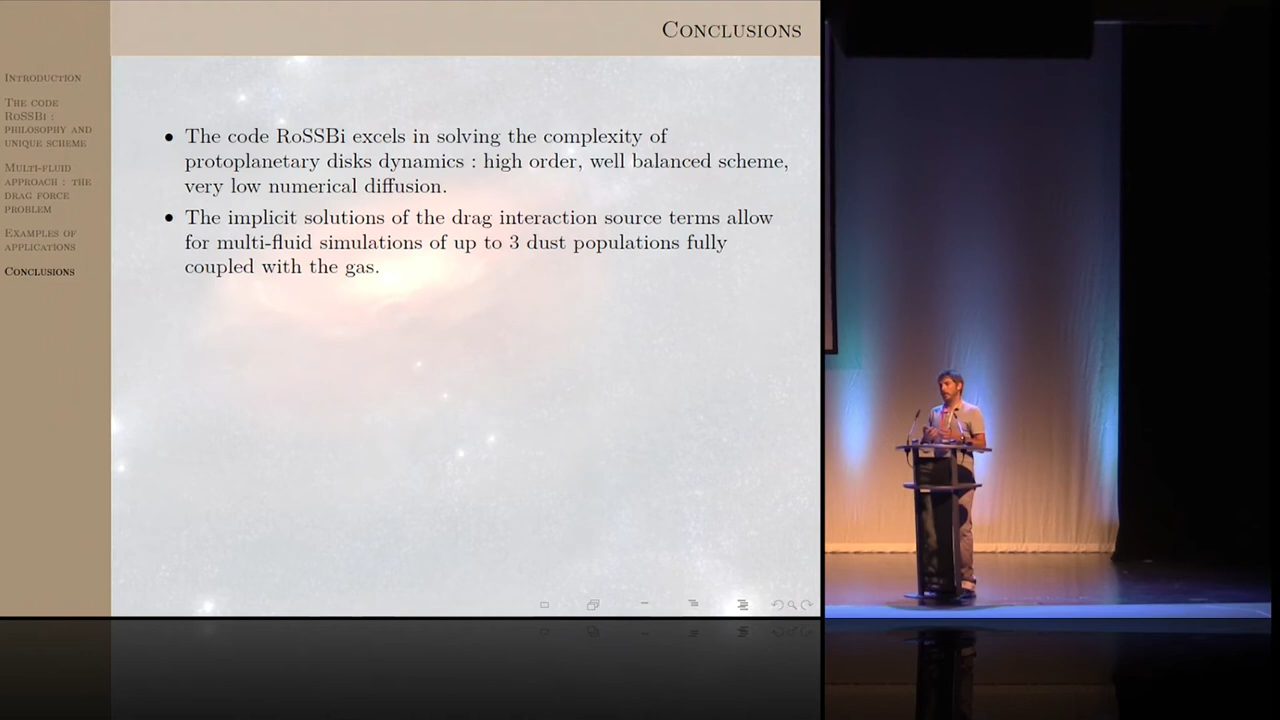 Conclusions
Introduction
The code
RoSSBi :
philosophy and
unique scheme
Multi-fluid
approach : the
drag force
problem
Examples of
applications
Conclusions
• The code RoSSBi excels in solving the complexity of
protoplanetary disks dynamics : high order, well balanced scheme,
very low numerical diffusion.
• The implicit solutions of the drag interaction source terms allow
for multi-fluid simulations of up to 3 dust populations fully
coupled with the gas.